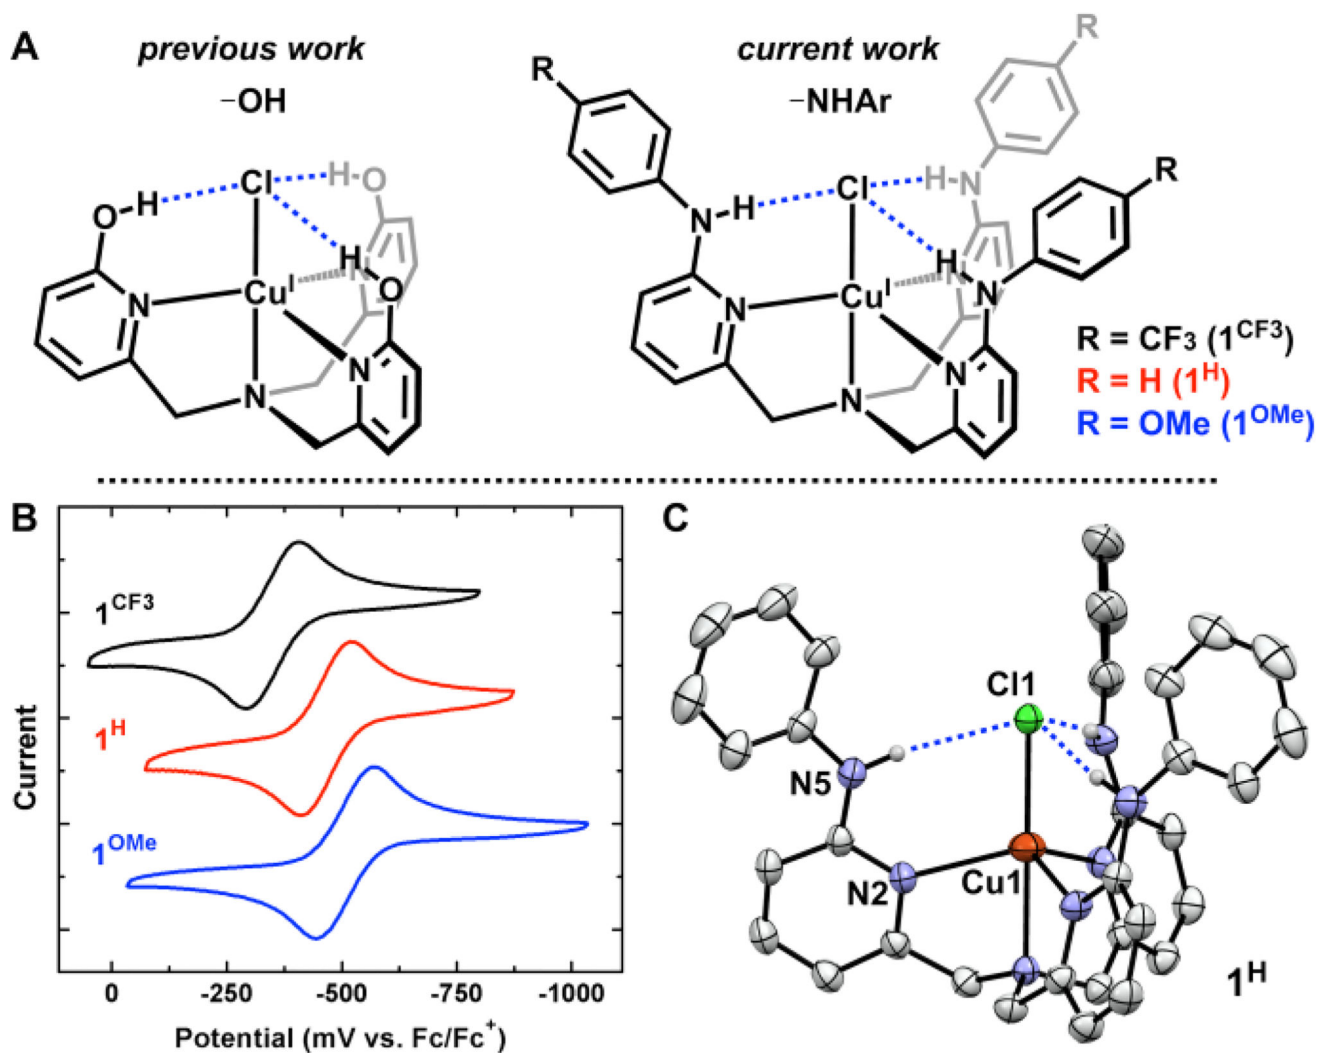 A
previous work
–OH
current work
–NHAr
R
R
R
Cl
H
O
O
H
H
O
N
Cu^I
N
N
N
Cl
H
N
N
H
H
N
N
Cu^I
N
N
N
R = CF₃ (1^CF3)
R = H (1^H)
R = OMe (1^OMe)
B
1^CF3
1^H
1^OMe
Current
0
-250
-500
-750
-1000
Potential (mV vs. Fc/Fc⁺)
C
Cl1
N5
N2
Cu1
1^H